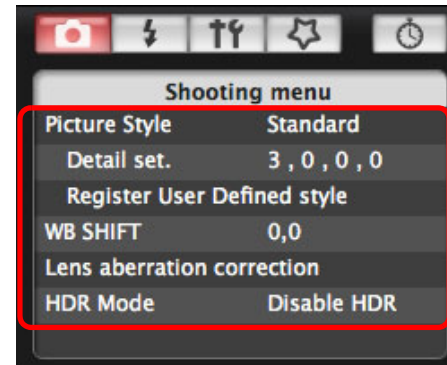 Shooting menu
Picture Style Standard
Detail set. 3 , 0 , 0 , 0
Register User Defined style
WB SHIFT 0,0
Lens aberration correction
HDR Mode Disable HDR